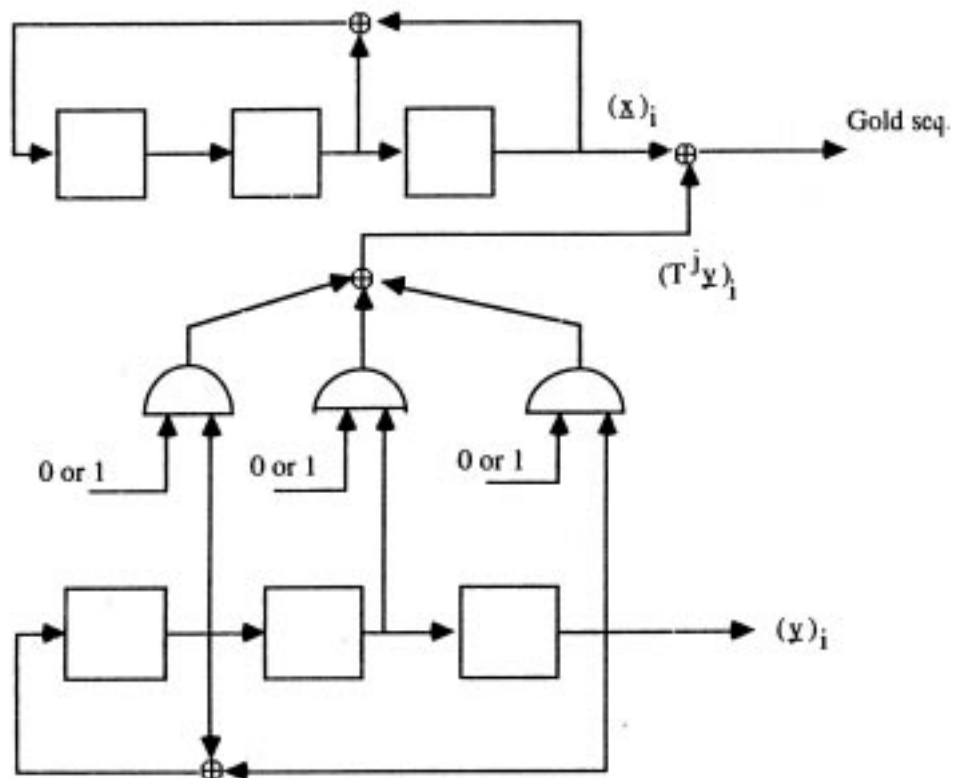 (x)i
Gold seq.
(T^j y)i
0 or 1
0 or 1
0 or 1
(y)i